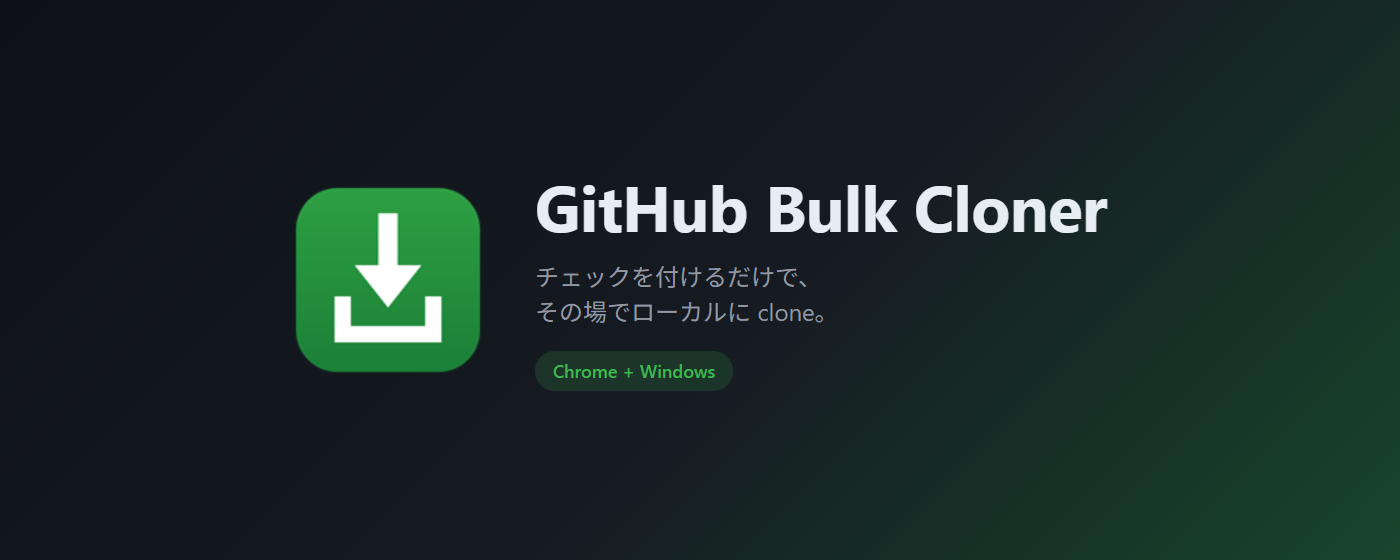 GitHub Bulk Cloner
チェックを付けるだけで、
その場でローカルに clone。
Chrome + Windows